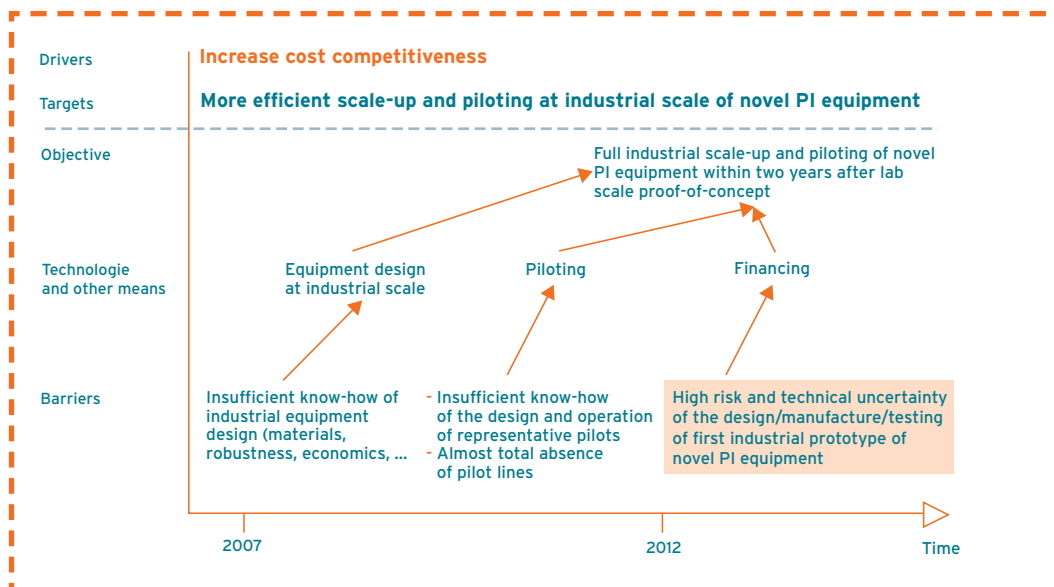 Drivers
Increase cost competitiveness
Targets
More efficient scale-up and piloting at industrial scale of novel PI equipment
Objective
Full industrial scale-up and piloting of novel
PI equipment within two years after lab
scale proof-of-concept
Technologie
and other means
Equipment design
at industrial scale
Piloting
Financing
Barriers
Insufficient know-how of
industrial equipment
design (materials,
robustness, economics, ...
- Insufficient know-how
of the design and operation
of representative pilots
- Almost total absence
of pilot lines
High risk and technical uncertainty
of the design/manufacture/testing
of first industrial prototype of
novel PI equipment
2007
2012
Time